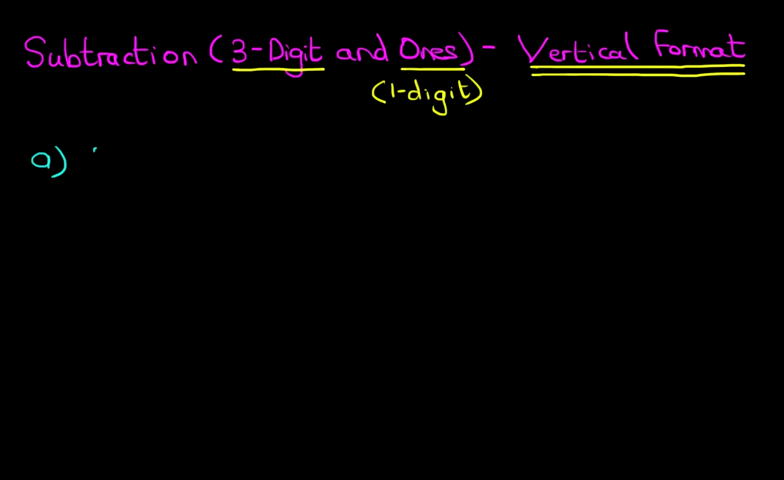 Subtraction (3-Digit and Ones) - Vertical Format
(1-digit)
a)